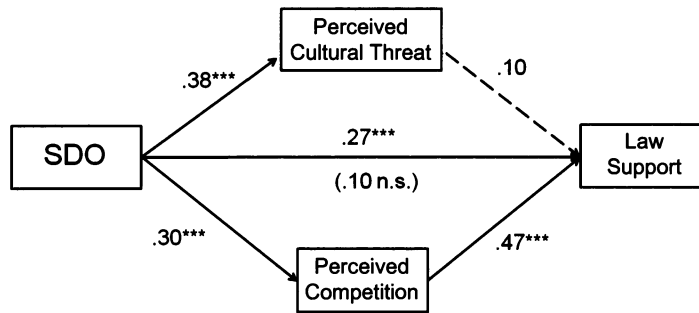 Perceived
Cultural Threat
.38***
.10
SDO
.27***
(.10 n.s.)
Law
Support
.30***
.47***
Perceived
Competition